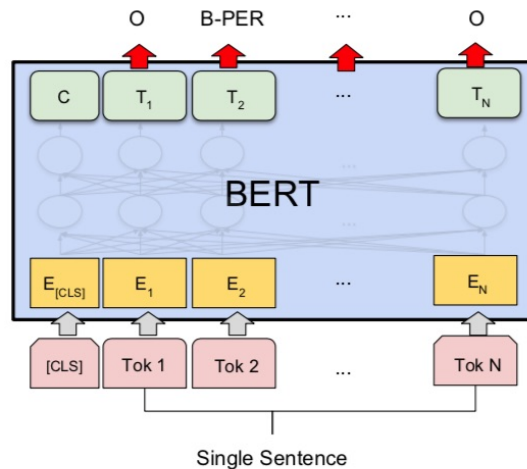 O B-PER ... O
C T1 T2 ... TN
...
BERT
...
E[CLS] E1 E2 ... EN
[CLS] Tok 1 Tok 2 ... Tok N
Single Sentence